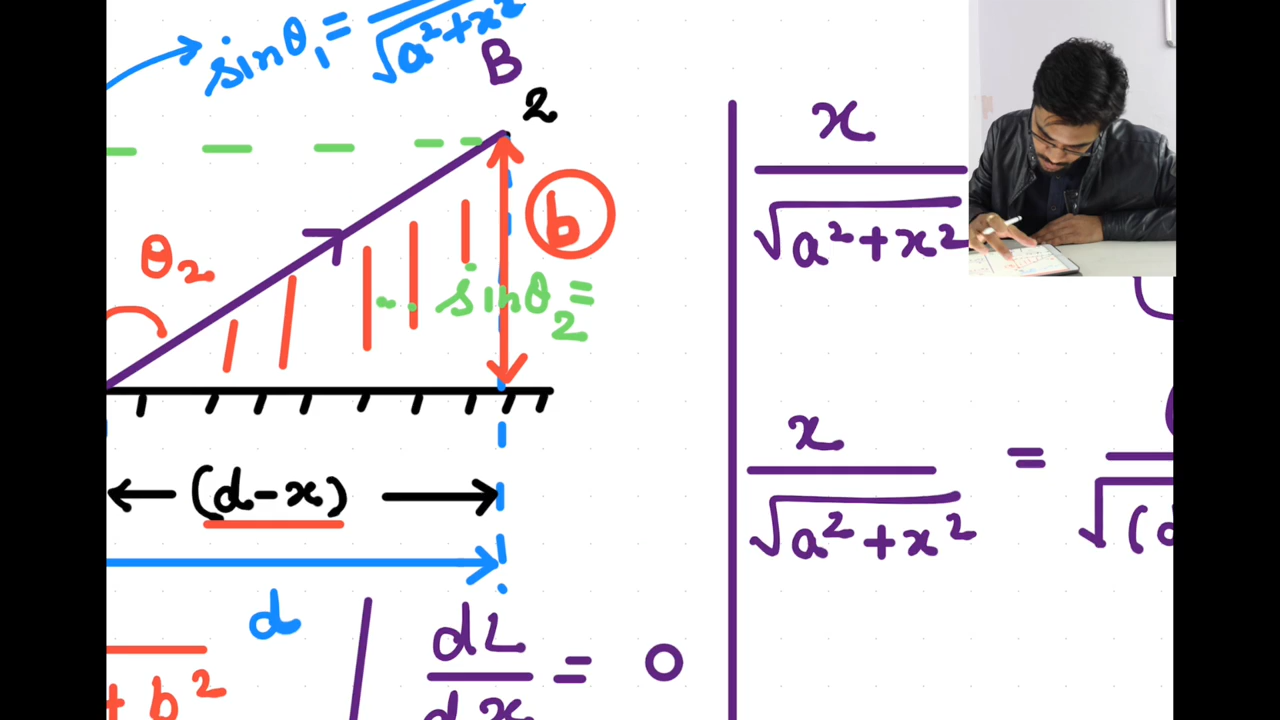 sinθ₁ = √a²+x²
B
2
θ₂
b
.. sinθ₂ =
(d-x)
d
+ b²
dL
dx
= 0
x
√a²+x²
x
√a²+x²
=
√(d